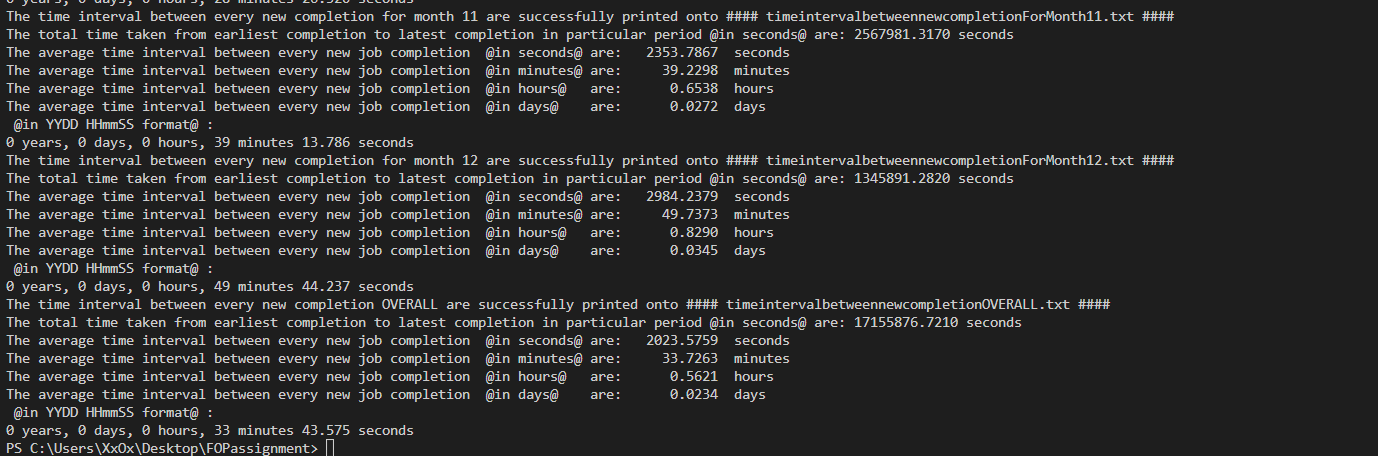 0 years, 0 days, 0 hours, 28 minutes 20.520 seconds
The time interval between every new completion for month 11 are successfully printed onto #### timeintervalbetweennewcompletionForMonth11.txt ####
The total time taken from earliest completion to latest completion in particular period @in seconds@ are: 2567981.3170 seconds
The average time interval between every new job completion  @in seconds@ are:   2353.7867  seconds
The average time interval between every new job completion  @in minutes@ are:     39.2298  minutes
The average time interval between every new job completion  @in hours@   are:      0.6538  hours
The average time interval between every new job completion  @in days@    are:      0.0272  days
 @in YYDD HHmmSS format@ :
0 years, 0 days, 0 hours, 39 minutes 13.786 seconds
The time interval between every new completion for month 12 are successfully printed onto #### timeintervalbetweennewcompletionForMonth12.txt ####
The total time taken from earliest completion to latest completion in particular period @in seconds@ are: 1345891.2820 seconds
The average time interval between every new job completion  @in seconds@ are:   2984.2379  seconds
The average time interval between every new job completion  @in minutes@ are:     49.7373  minutes
The average time interval between every new job completion  @in hours@   are:      0.8290  hours
The average time interval between every new job completion  @in days@    are:      0.0345  days
 @in YYDD HHmmSS format@ :
0 years, 0 days, 0 hours, 49 minutes 44.237 seconds
The time interval between every new completion OVERALL are successfully printed onto #### timeintervalbetweennewcompletionOVERALL.txt ####
The total time taken from earliest completion to latest completion in particular period @in seconds@ are: 17155876.7210 seconds
The average time interval between every new job completion  @in seconds@ are:   2023.5759  seconds
The average time interval between every new job completion  @in minutes@ are:     33.7263  minutes
The average time interval between every new job completion  @in hours@   are:      0.5621  hours
The average time interval between every new job completion  @in days@    are:      0.0234  days
 @in YYDD HHmmSS format@ :
0 years, 0 days, 0 hours, 33 minutes 43.575 seconds
PS C:\Users\XxOx\Desktop\FOPassignment>